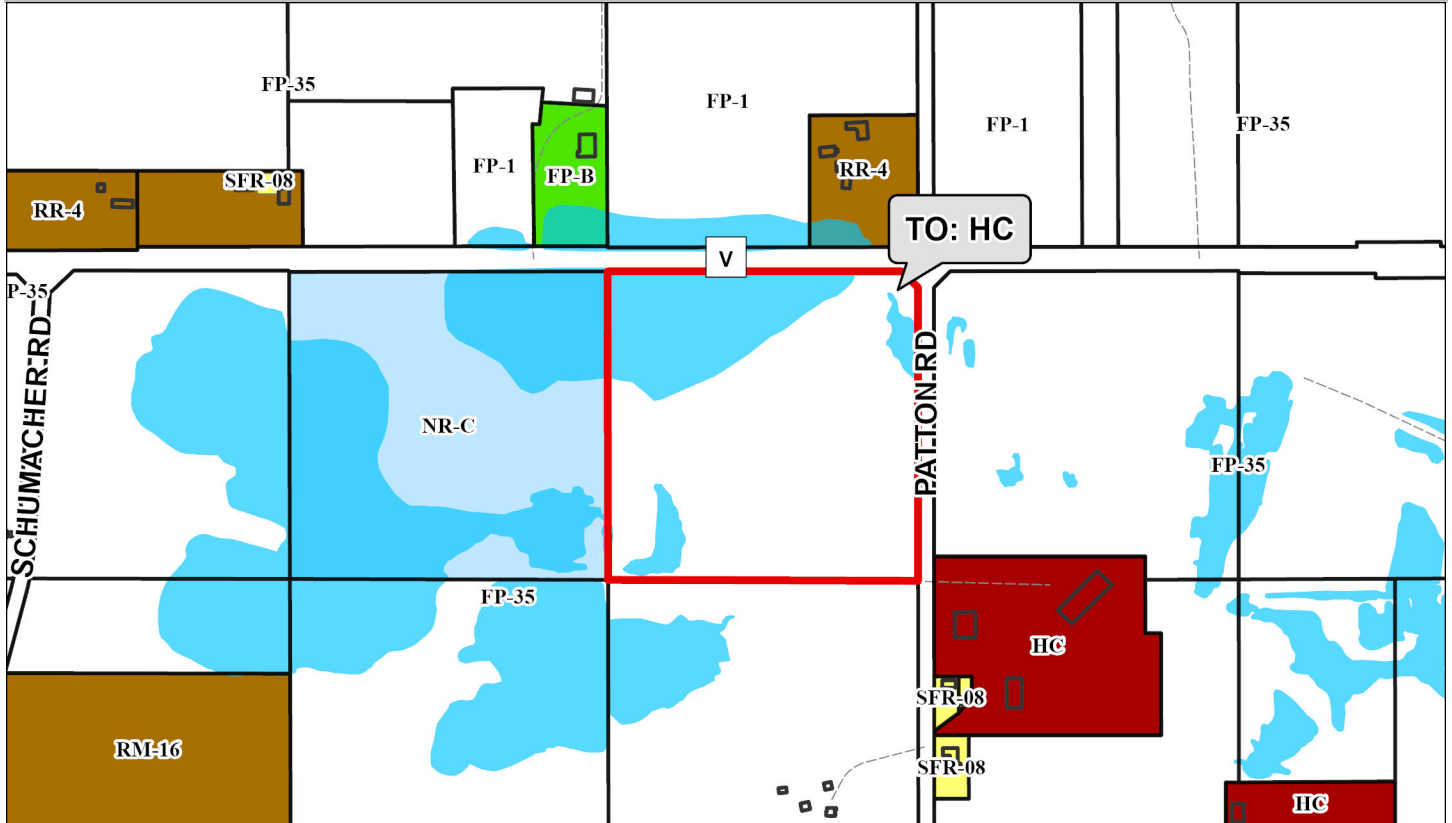 FP-35
FP-1
FP-1
FP-35
FP-1
FP-B
RR-4
SFR-08
RR-4
TO: HC
V
P-35
SCHUMACHER RD
PATTON RD
NR-C
FP-35
FP-35
HC
SFR-08
RM-16
SFR-08
HC